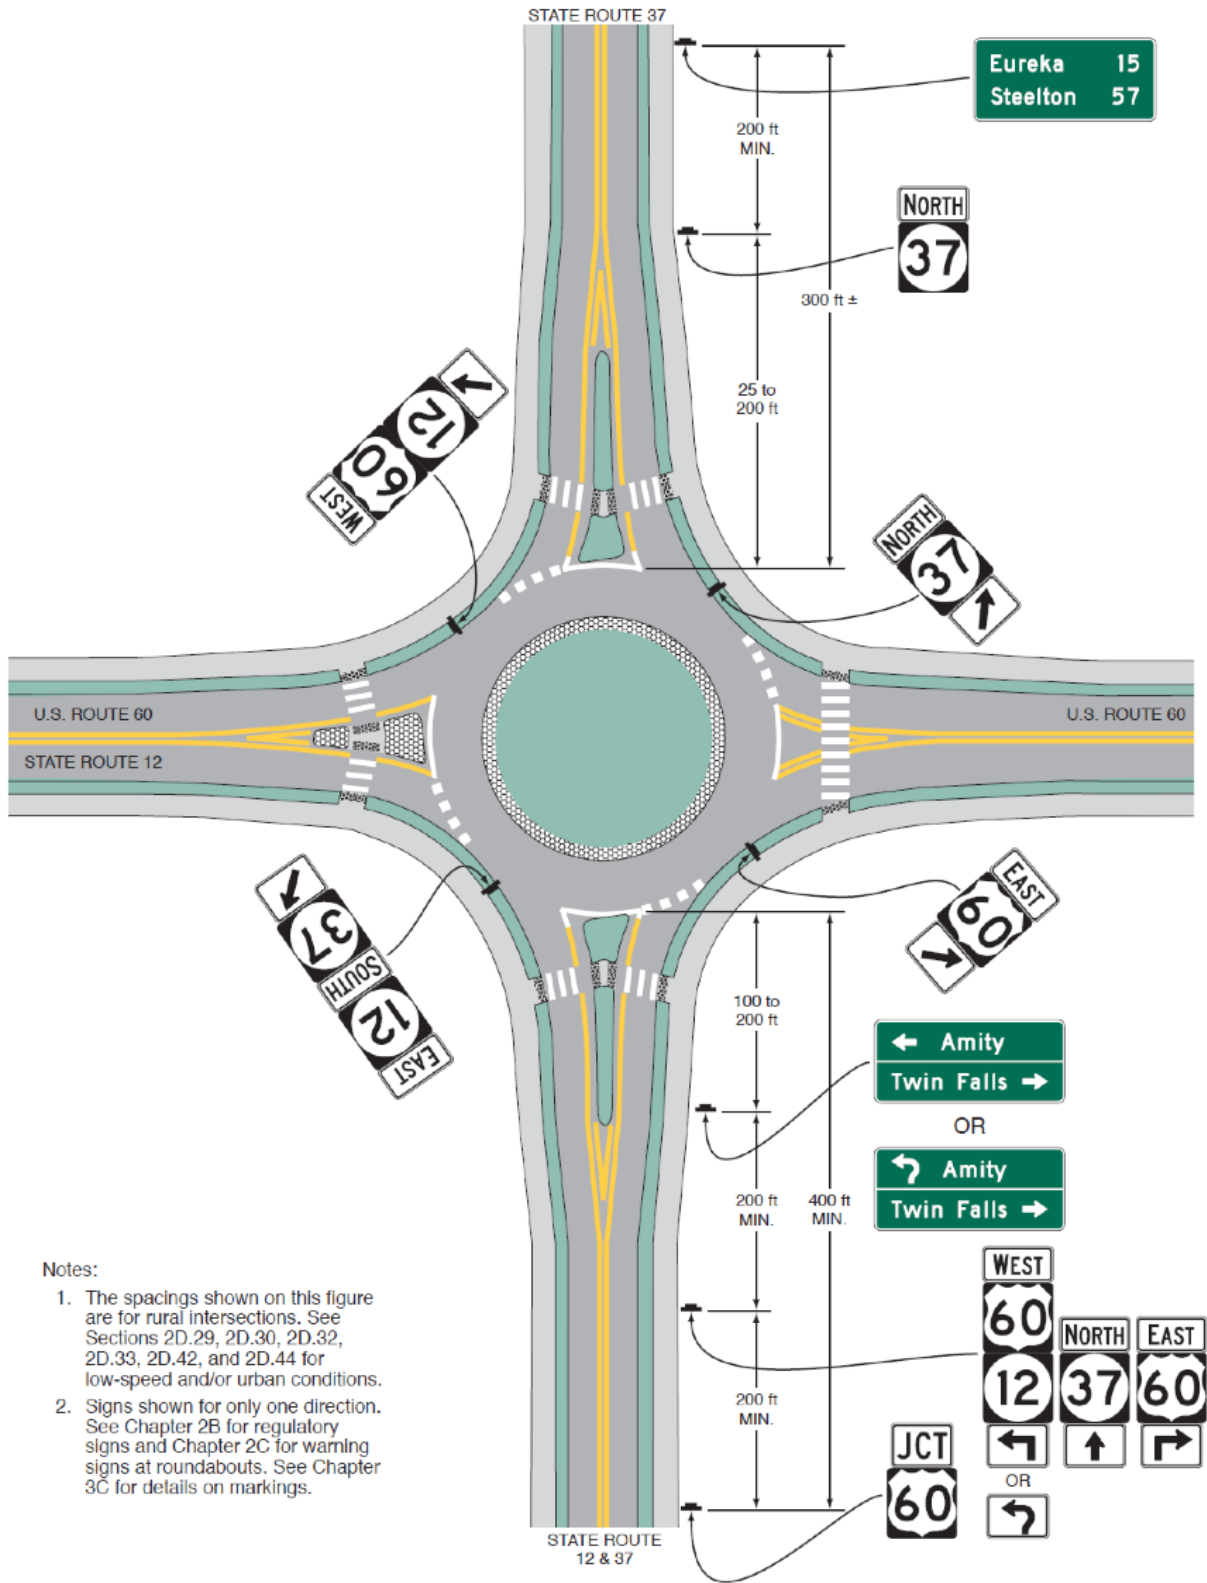 STATE ROUTE 37
Eureka 15
Steelton 57
200 ft
MIN.
NORTH
37
300 ft ±
25 to
200 ft
12
60
WEST
NORTH
37
U.S. ROUTE 60
STATE ROUTE 12
U.S. ROUTE 60
37
SOUTH
12
EAST
EAST
60
100 to
200 ft
Amity
Twin Falls
OR
Amity
Twin Falls
200 ft
MIN.
400 ft
MIN.
WEST
60
12
NORTH
37
EAST
60
OR
200 ft
MIN.
JCT
60
Notes:
1. The spacings shown on this figure
are for rural intersections. See
Sections 2D.29, 2D.30, 2D.32,
2D.33, 2D.42, and 2D.44 for
low-speed and/or urban conditions.
2. Signs shown for only one direction.
See Chapter 2B for regulatory
signs and Chapter 2C for warning
signs at roundabouts. See Chapter
3C for details on markings.
STATE ROUTE
12 & 37